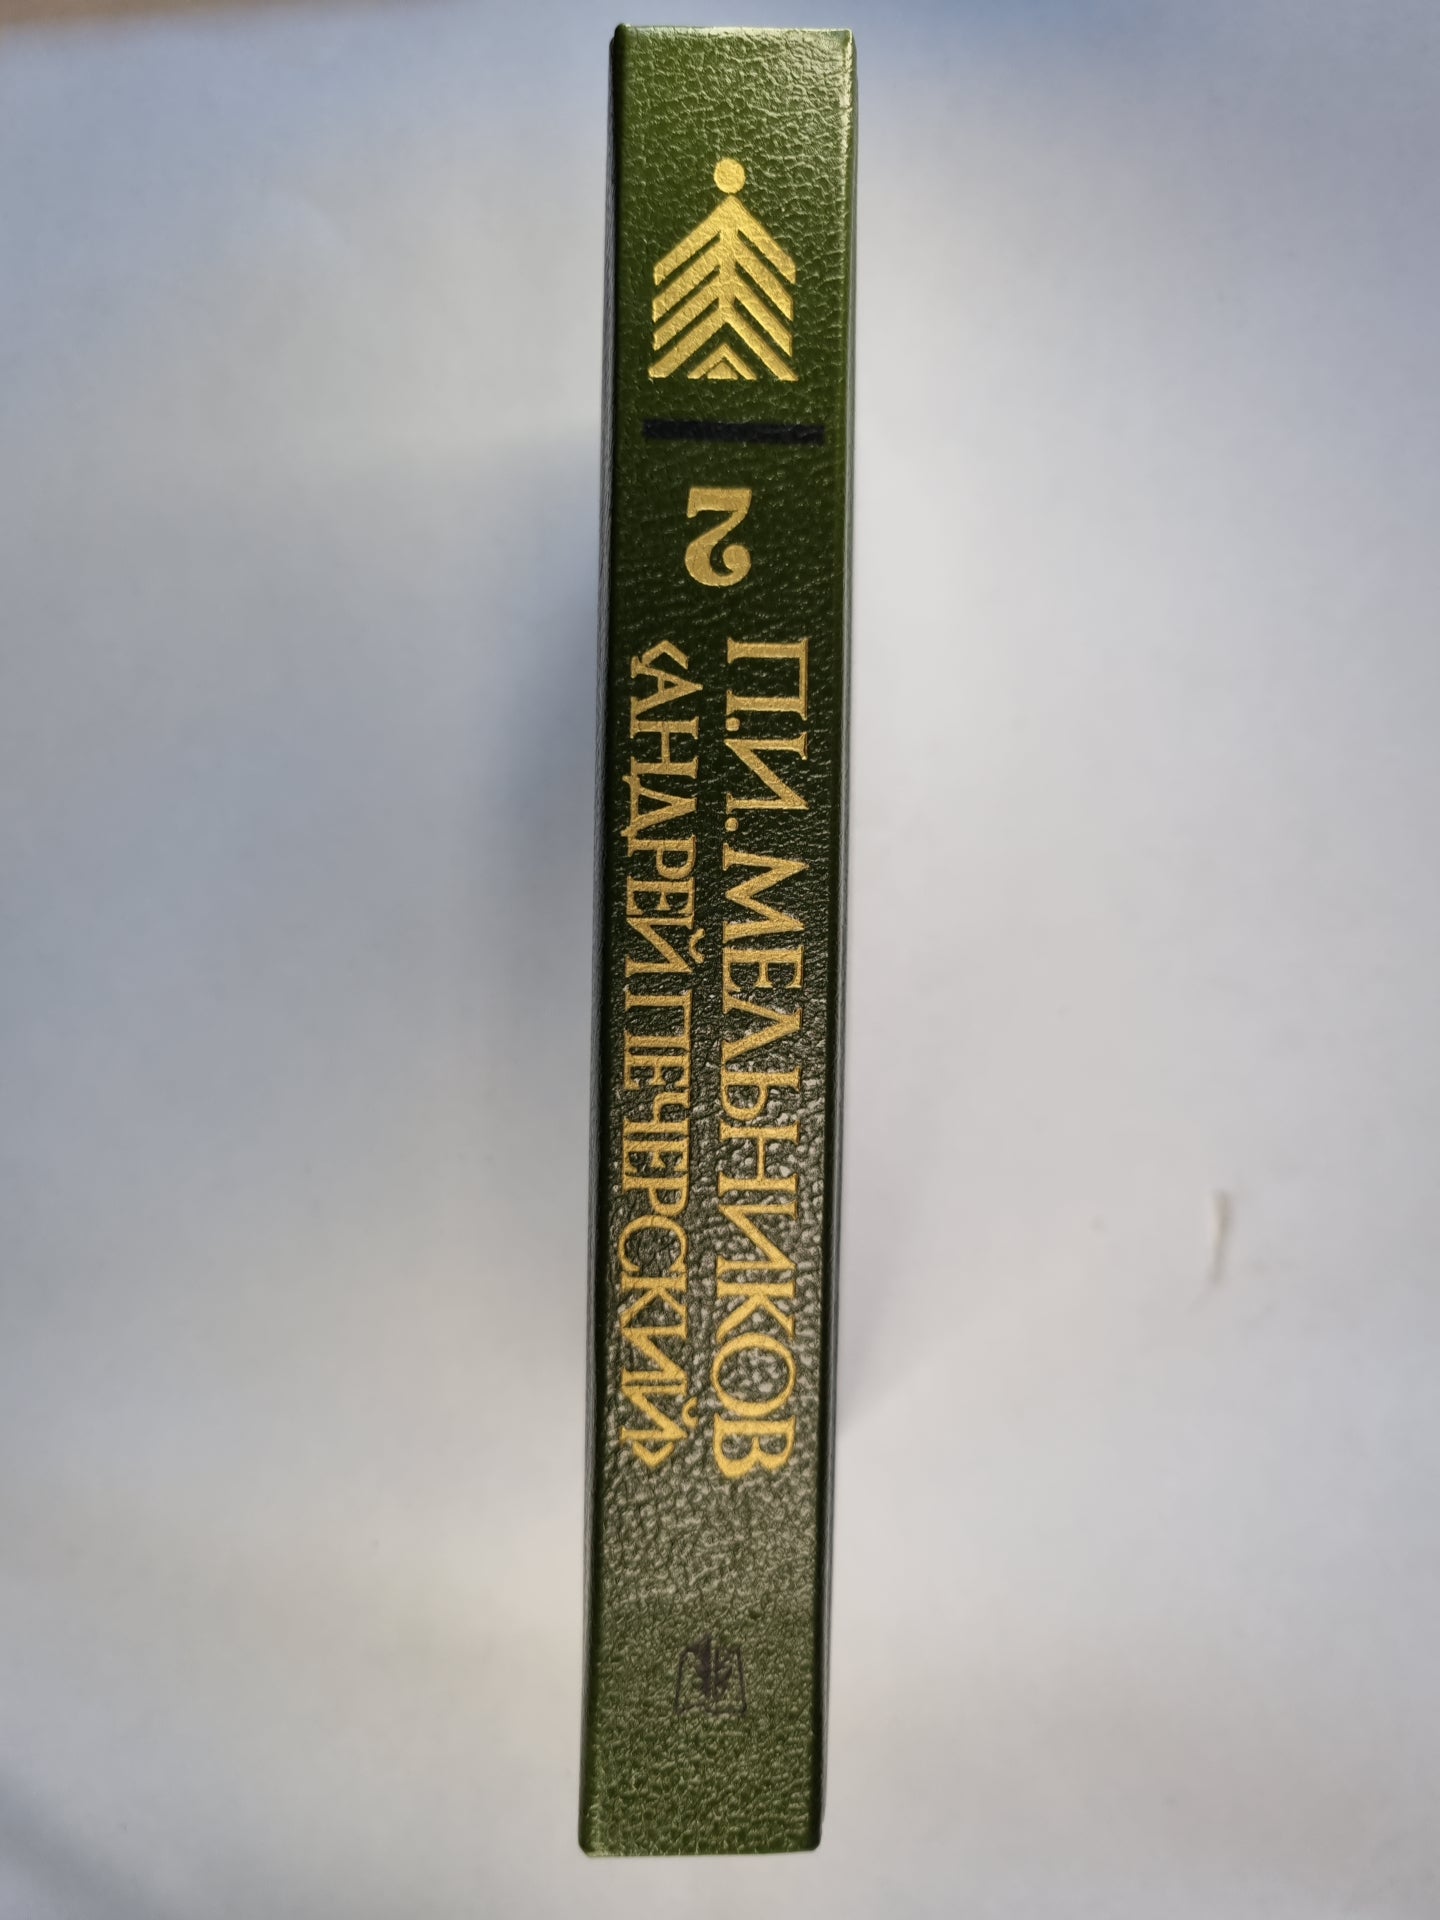 2
П.И. МЕЛЬНИКОВ
«АНДРЕЙ ПЕЧЕРСКИЙ»